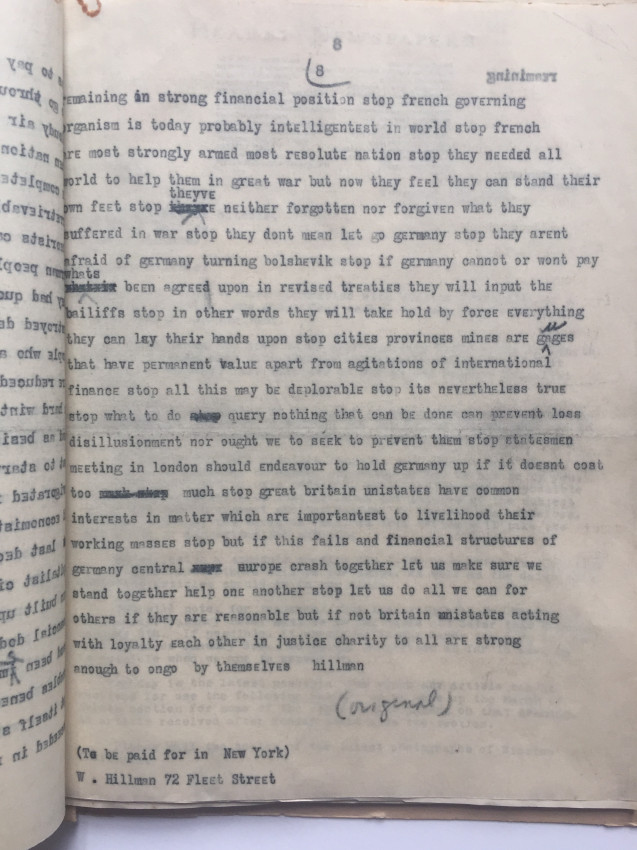 8
8
remaining
remaining in strong financial position stop french governing
organism is today probably intelligentest in world stop french
are most strongly armed most resolute nation stop they needed all
world to help them in great war but now they feel they can stand their
theyve
own feet stop neither forgotten nor forgiven what they
suffered in war stop they dont mean let go germany stop they arent
afraid of germany turning bolshevik stop if germany cannot or wont pay
whats
been agreed upon in revised treaties they will input the
bailiffs stop in other words they will take hold by force everything
u
they can lay their hands upon stop cities provinces mines are gages
that have permanent value apart from agitations of international
finance stop all this may be deplorable stop its nevertheless true
stop what to do stop query nothing that can be done can prevent loss
disillusionment nor ought we to seek to prevent them stop statesmen
meeting in london should endeavour to hold germany up if it doesnt cost
too much stop great britain unistates have common
interests in matter which are importantest to livelihood their
working masses stop but if this fails and financial structures of
germany central europe crash together let us make sure we
stand together help one another stop let us do all we can for
others if they are reasonable but if not britain unistates acting
with loyalty each other in justice charity to all are strong
anough to ongo by themselves hillman
(original)
(To be paid for in New York)
W . Hillman 72 Fleet Street